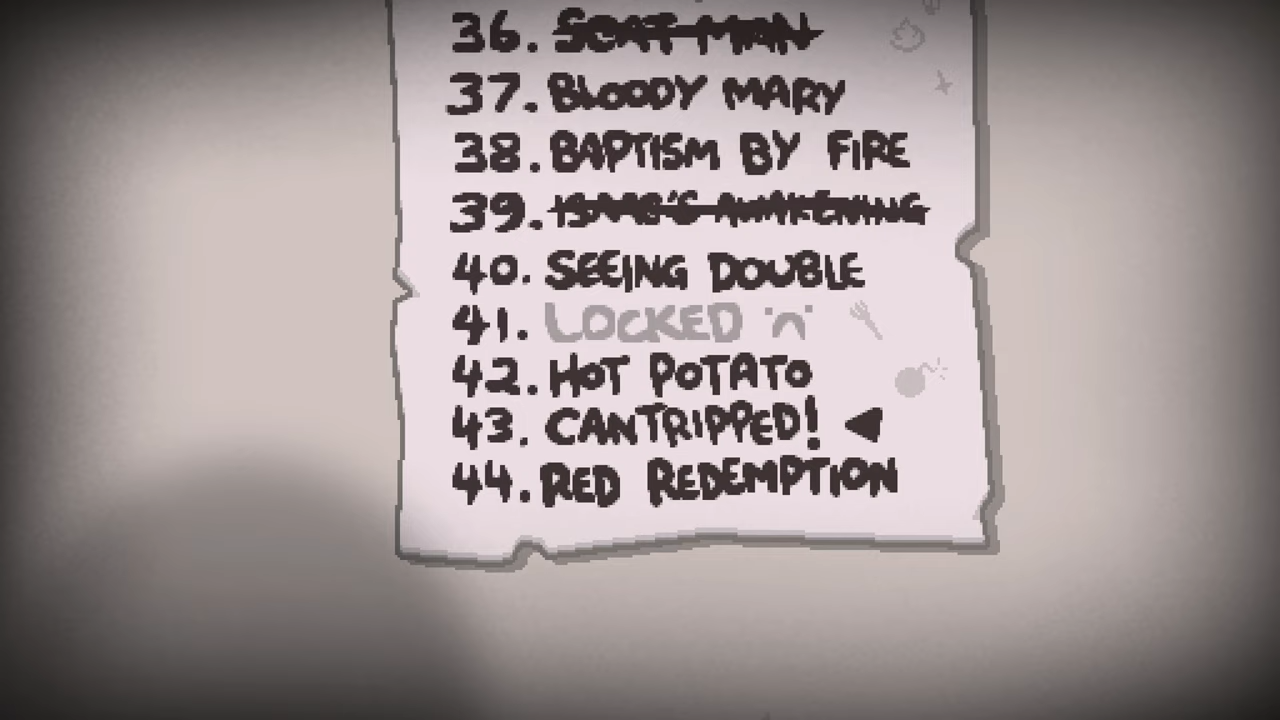 36. SCAT MAN
37. BLOODY MARY
38. BAPTISM BY FIRE
39. ISAAC'S AWAKENING
40. SEEING DOUBLE
41. LOCKED 'n'
42. HOT POTATO
43. CANTRIPPED!
44. RED REDEMPTION